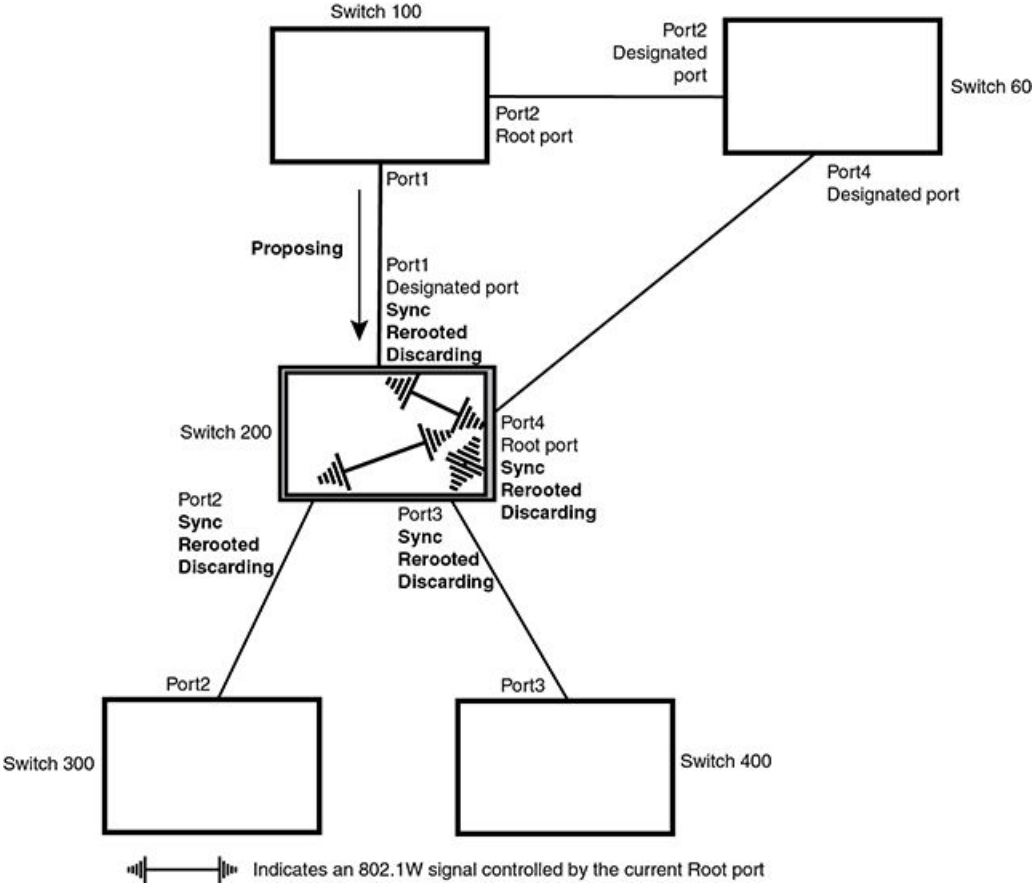 Switch 100
Port2
Designated
port
Switch 60
Port2
Root port
Port1
Port4
Designated port
Proposing
Port1
Designated port
Sync
Rerooted
Discarding
Switch 200
Port4
Root port
Sync
Rerooted
Discarding
Port2
Sync
Rerooted
Discarding
Port3
Sync
Rerooted
Discarding
Port2
Port3
Switch 300
Switch 400
Indicates an 802.1W signal controlled by the current Root port